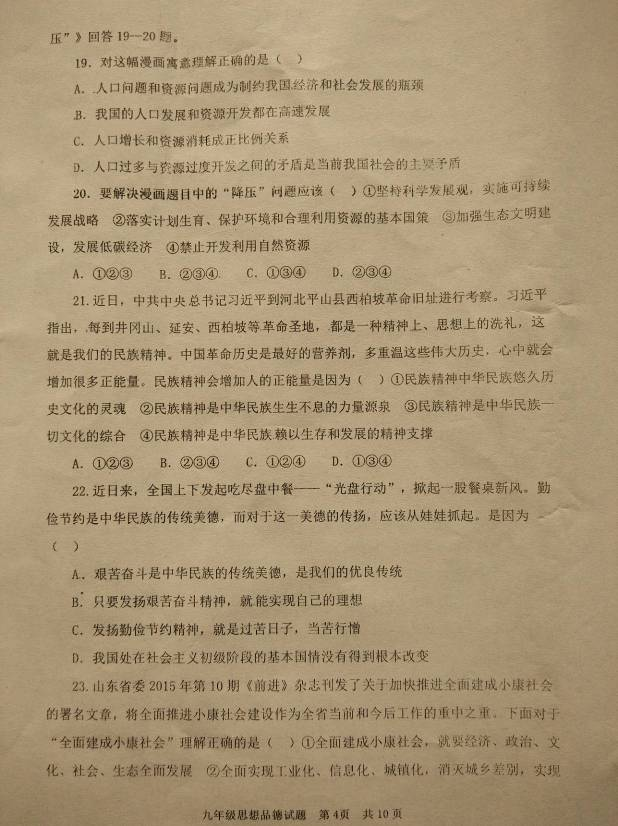 压”》回答 19—20 题。
19. 对这幅漫画寓意理解正确的是（ ）
A. 人口问题和资源问题成为制约我国经济和社会发展的瓶颈
B. 我国的人口发展和资源开发都在高速发展
C. 人口增长和资源消耗成正比例关系
D. 人口过多与资源过度开发之间的矛盾是当前我国社会的主要矛盾
20. 要解决漫画题目中的“降压”问题应该（ ）①坚持科学发展观，实施可持续
发展战略 ②落实计划生育、保护环境和合理利用资源的基本国策 ③加强生态文明建
设，发展低碳经济 ④禁止开发利用自然资源
A. ①②③ B. ②③④ C. ①③④ D. ②③④
21. 近日，中共中央总书记习近平到河北平山县西柏坡革命旧址进行考察。习近平
指出，每到井冈山、延安、西柏坡等革命圣地，都是一种精神上、思想上的洗礼，这
就是我们的民族精神。中国革命历史是最好的营养剂，多重温这些伟大历史，心中就会
增加很多正能量。民族精神会增加人的正能量是因为（ ）①民族精神中华民族悠久历
史文化的灵魂 ②民族精神是中华民族生生不息的力量源泉 ③民族精神是中华民族一
切文化的综合 ④民族精神是中华民族赖以生存和发展的精神支撑
A. ①②③ B. ②③④ C. ①②④ D. ①③④
22. 近日来，全国上下发起吃尽盘中餐——“光盘行动”，掀起一股餐桌新风。勤
俭节约是中华民族的传统美德，而对于这一美德的传扬，应该从娃娃抓起。是因为
（ ）
A. 艰苦奋斗是中华民族的传统美德，是我们的优良传统
B. 只要发扬艰苦奋斗精神，就能实现自己的理想
C. 发扬勤俭节约精神，就是过苦日子，当苦行憎
D. 我国处在社会主义初级阶段的基本国情没有得到根本改变
23. 山东省委 2015 年第 10 期《前进》杂志刊发了关于加快推进全面建成小康社会
的署名文章，将全面推进小康社会建设作为全省当前和今后工作的重中之重。下面对于
“全面建成小康社会”理解正确的是（ ）①全面建成小康社会，就要经济、政治、文
化、社会、生态全面发展 ②全面实现工业化、信息化、城镇化，消灭城乡差别，实现
九年级思想品德试题 第 4页 共 10 页